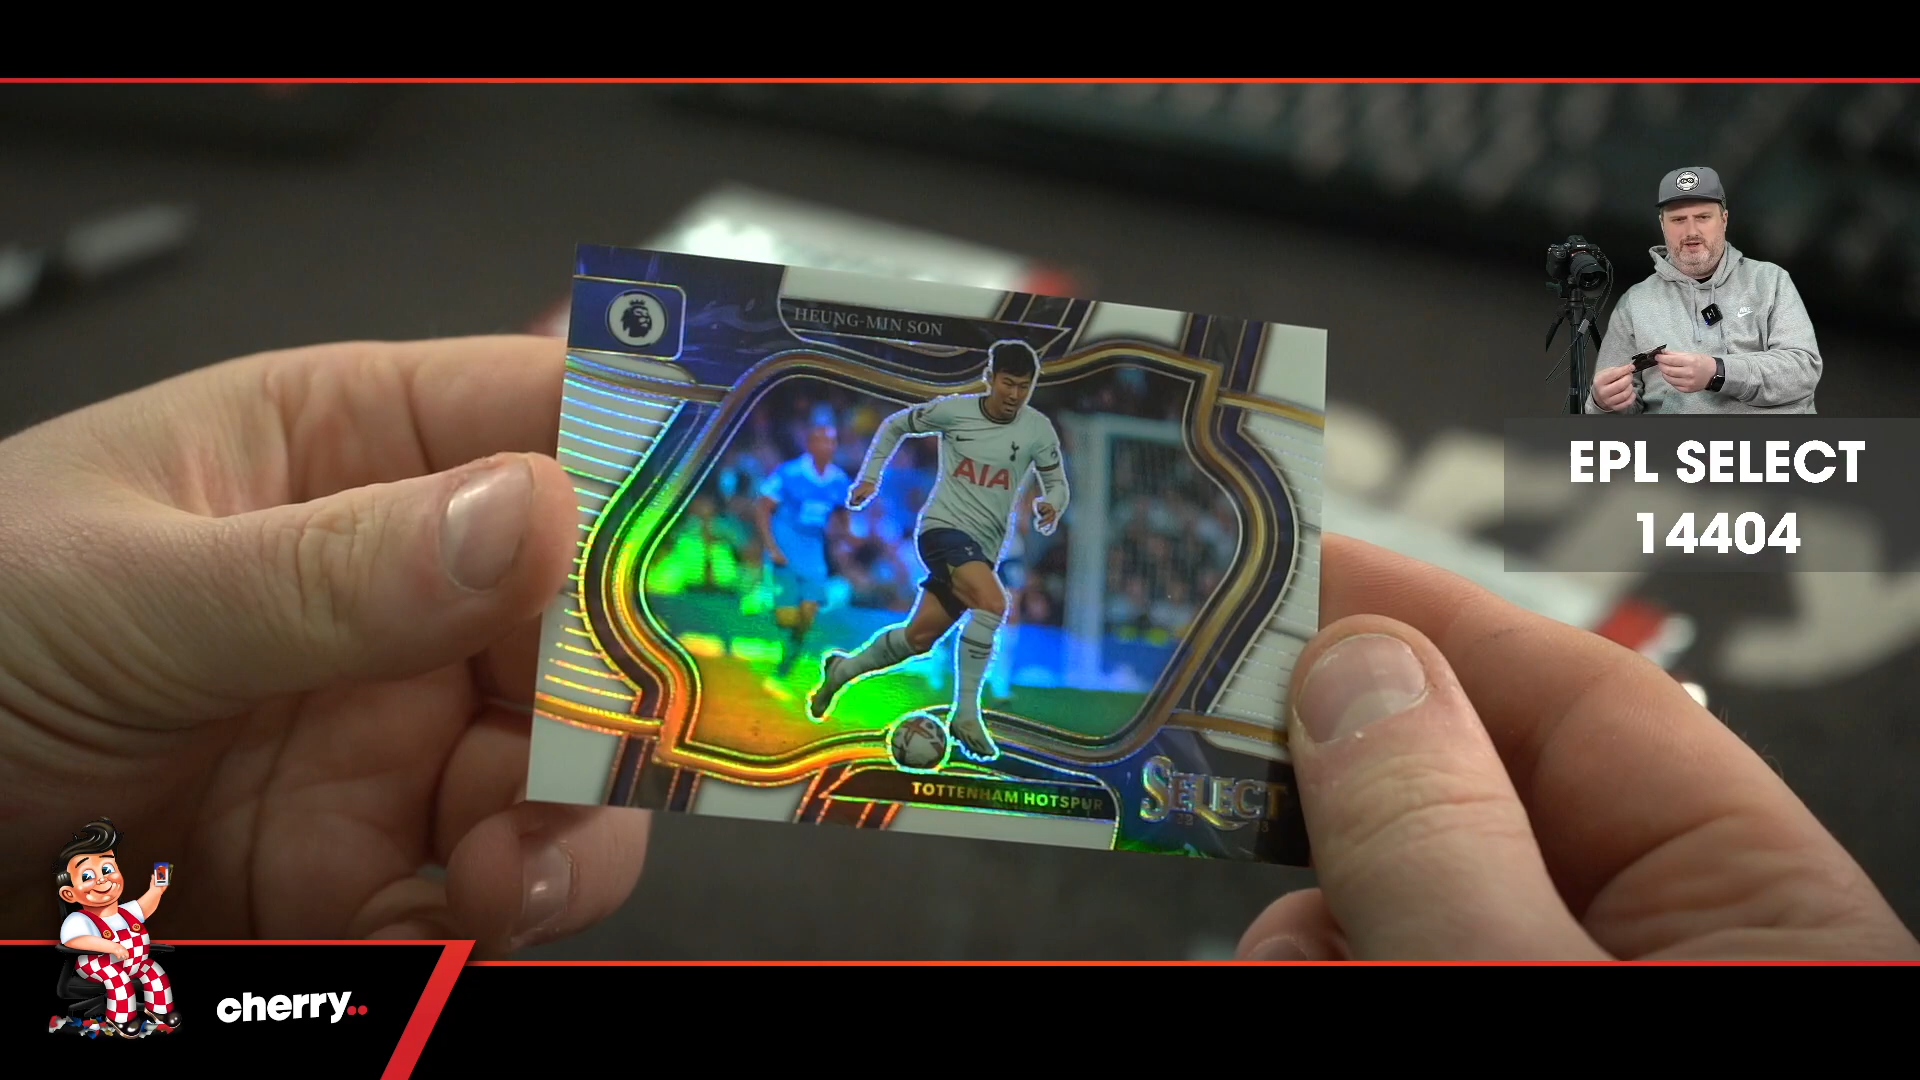 HEUNG-MIN SON
AIA
TOTTENHAM HOTSPUR
SELECT
EPL SELECT
14404
cherry..